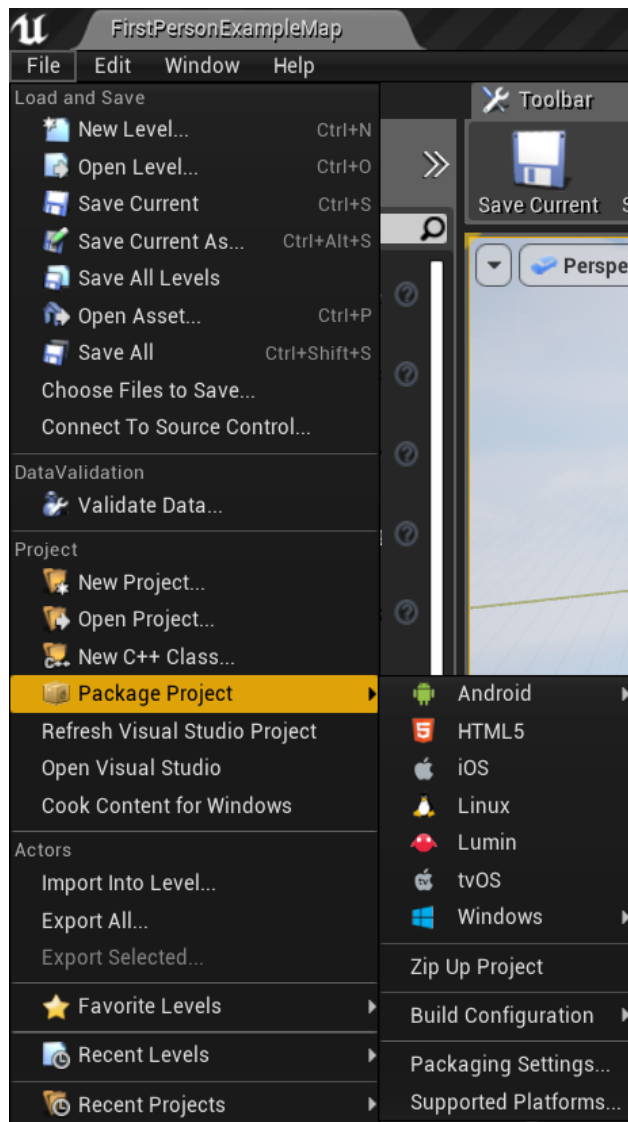 FirstPersonExampleMap
File Edit Window Help
Load and Save
New Level... Ctrl+N
Open Level... Ctrl+O
Save Current Ctrl+S
Save Current As... Ctrl+Alt+S
Save All Levels
Open Asset... Ctrl+P
Save All Ctrl+Shift+S
Choose Files to Save...
Connect To Source Control...
DataValidation
Validate Data...
Project
New Project...
Open Project...
New C++ Class...
Package Project
Refresh Visual Studio Project
Open Visual Studio
Cook Content for Windows
Actors
Import Into Level...
Export All...
Export Selected...
Favorite Levels
Recent Levels
Recent Projects
Toolbar
Save Current
Perspe
Android
HTML5
iOS
Linux
Lumin
tvOS
Windows
Zip Up Project
Build Configuration
Packaging Settings...
Supported Platforms...